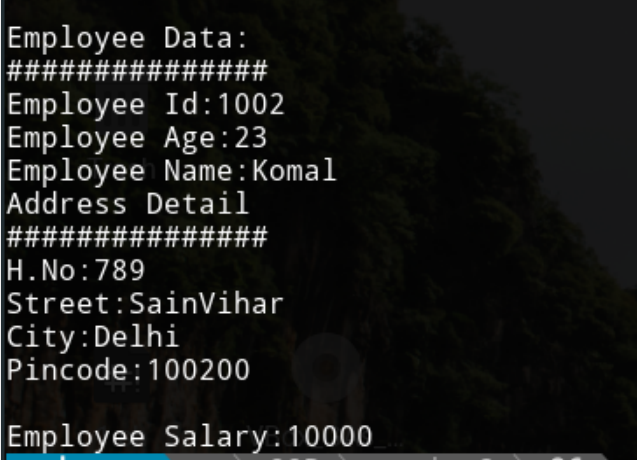 Employee Data:
###############
Employee Id:1002
Employee Age:23
Employee Name:Komal
Address Detail
###############
H.No:789
Street:SainVihar
City:Delhi
Pincode:100200
Employee Salary:10000_